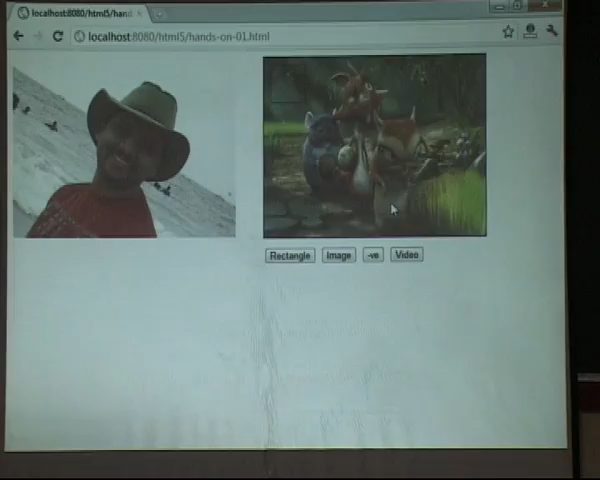 localhost:8080/html5/hand
localhost:8080/html5/hands-on-01.html
Rectangle Image -ve Video